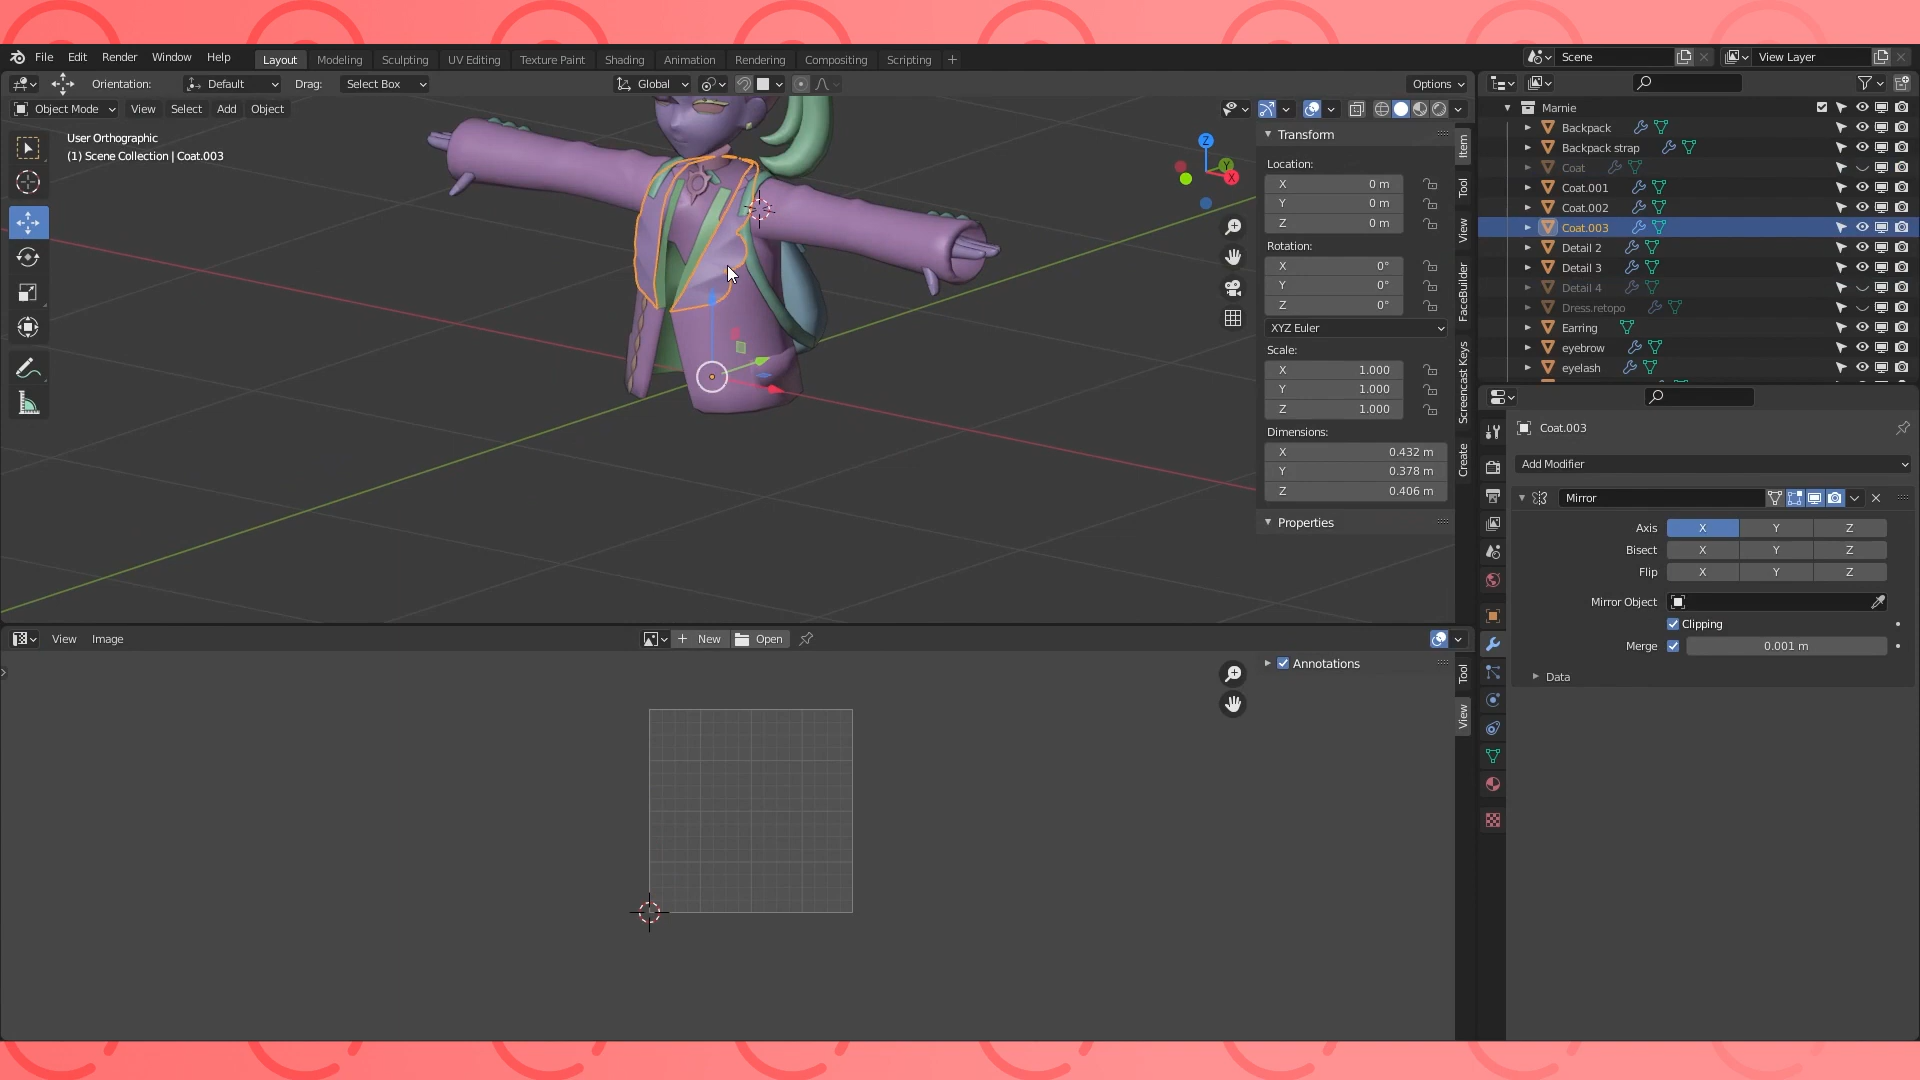 File Edit Render Window Help Layout Modeling Sculpting UV Editing Texture Paint Shading Animation Rendering Compositing Scripting + Scene View Layer
Orientation: Default Drag: Select Box Global Options
Object Mode View Select Add Object
User Orthographic
(1) Scene Collection | Coat.003
Z
Y
X
Transform
Location:
X 0 m
Y 0 m
Z 0 m
Rotation:
X 0°
Y 0°
Z 0°
XYZ Euler
Scale:
X 1.000
Y 1.000
Z 1.000
Dimensions:
X 0.432 m
Y 0.378 m
Z 0.406 m
Properties
Item
Tool
View
FaceBuilder
Screencast Keys
Create
Marnie
Backpack
Backpack strap
Coat
Coat.001
Coat.002
Coat.003
Detail 2
Detail 3
Detail 4
Dress.retopo
Earring
eyebrow
eyelash
Coat.003
Add Modifier
Mirror
Axis X Y Z
Bisect X Y Z
Flip X Y Z
Mirror Object
Clipping
Merge 0.001 m
Data
View Image New Open
Annotations
Tool
View